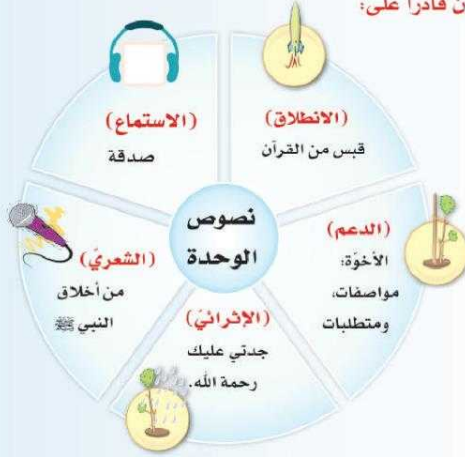 ن قادرا على:
(الانطلاق)
قبس من القرآن
(الاستماع)
صدقة
نصوص
الوحدة
(الدعم)
الأخوّة:
مواصفات،
ومتطلبات
(الشعريّ)
من أخلاق
النبي ﷺ
(الإثرائيّ)
جدتي عليك
رحمة الله.